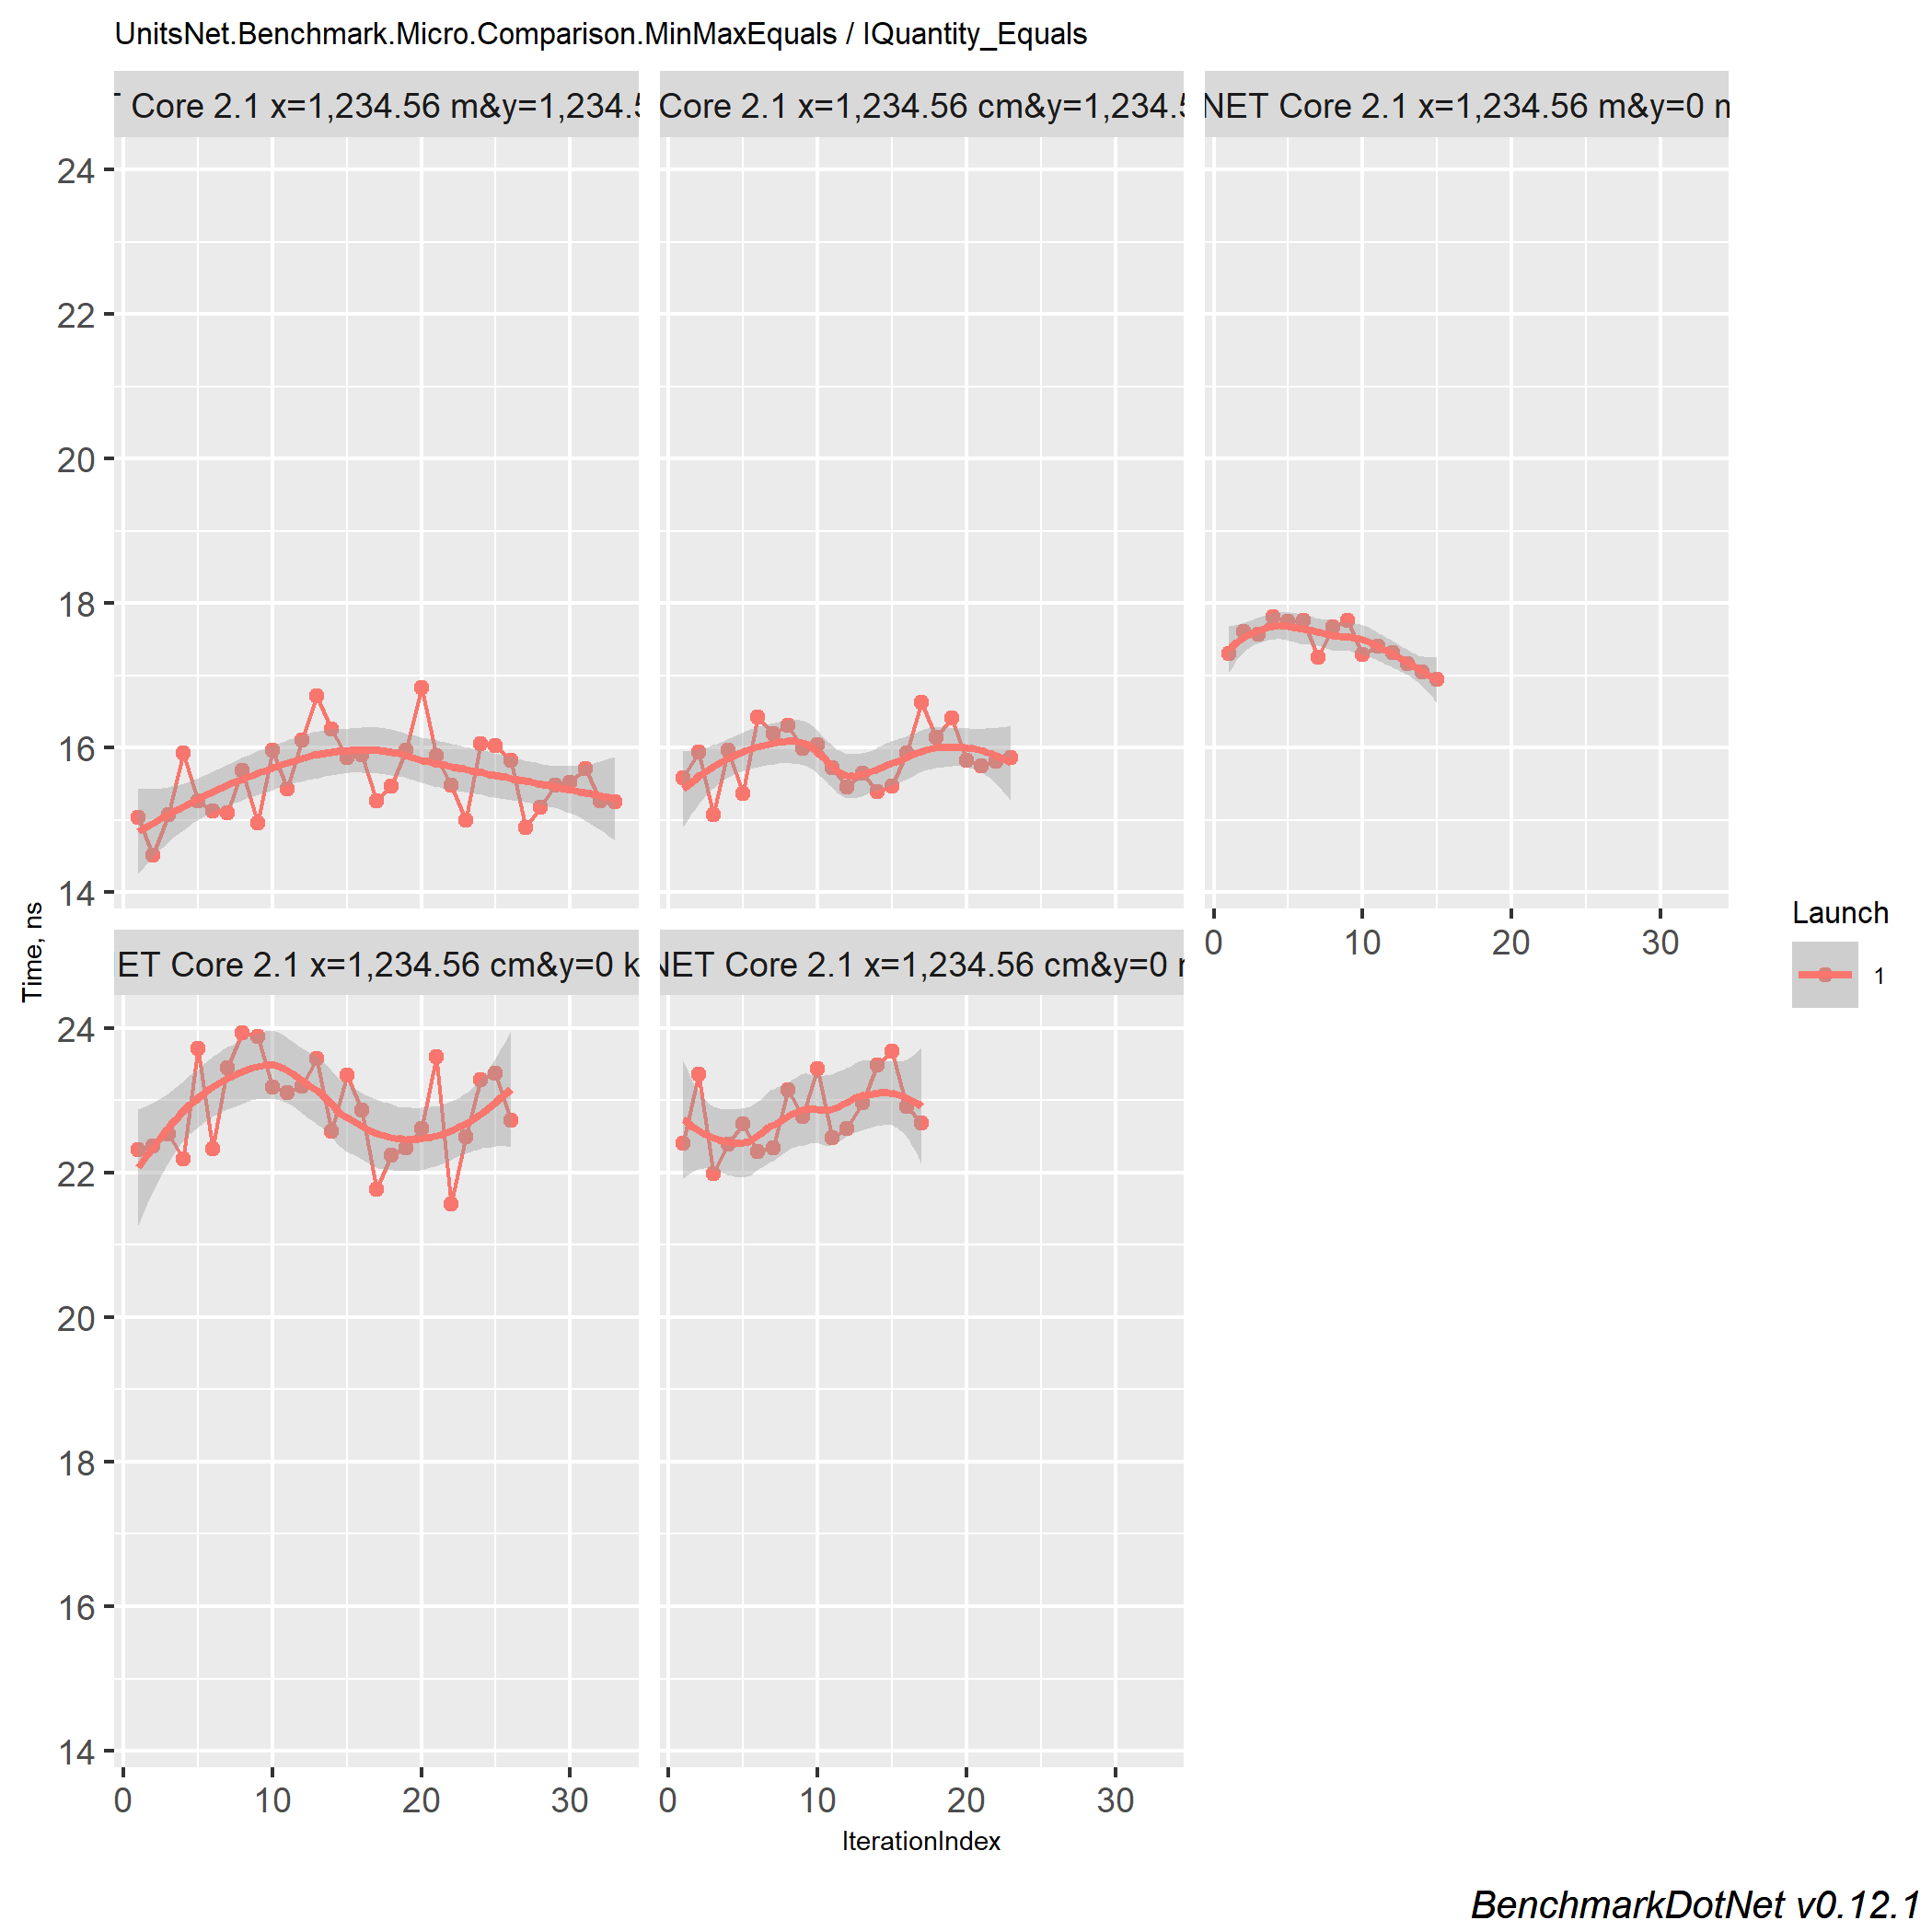 UnitsNet.Benchmark.Micro.Comparison.MinMaxEquals / IQuantity_Equals
Core 2.1 x=1,234.56 m&y=1,234.5
Core 2.1 x=1,234.56 cm&y=1,234.5
NET Core 2.1 x=1,234.56 m&y=0
24
22
20
18
16
14
0 10 20 30
Time, ns
ET Core 2.1 x=1,234.56 cm&y=0 k
NET Core 2.1 x=1,234.56 cm&y=0
24
22
20
18
16
14
0 10 20 30
0 10 20 30
IterationIndex
Launch
1
BenchmarkDotNet v0.12.1